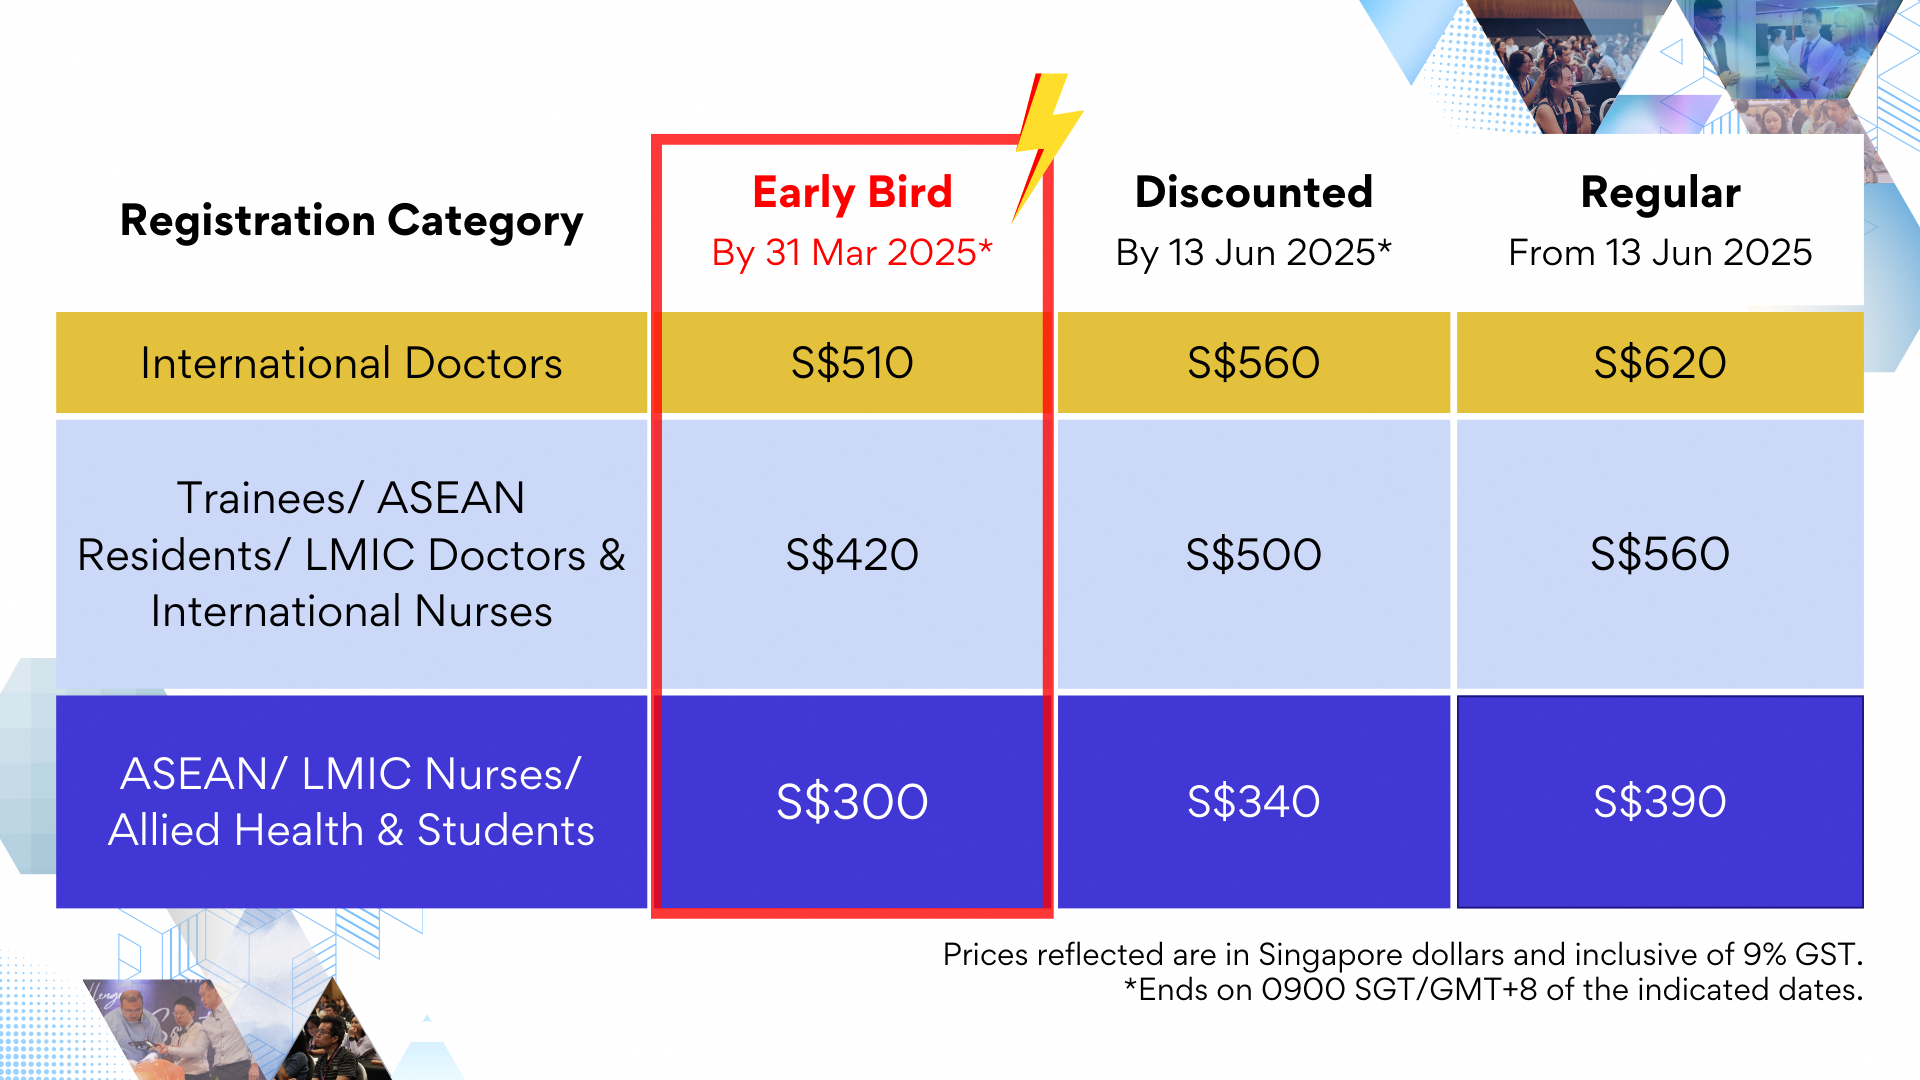 Registration Category
Early Bird
By 31 Mar 2025*
Discounted
By 13 Jun 2025*
Regular
From 13 Jun 2025
International Doctors
S$510
S$560
S$620
Trainees/ ASEAN
Residents/ LMIC Doctors &
International Nurses
S$420
S$500
S$560
ASEAN/ LMIC Nurses/
Allied Health & Students
S$300
S$340
S$390
Prices reflected are in Singapore dollars and inclusive of 9% GST.
*Ends on 0900 SGT/GMT+8 of the indicated dates.